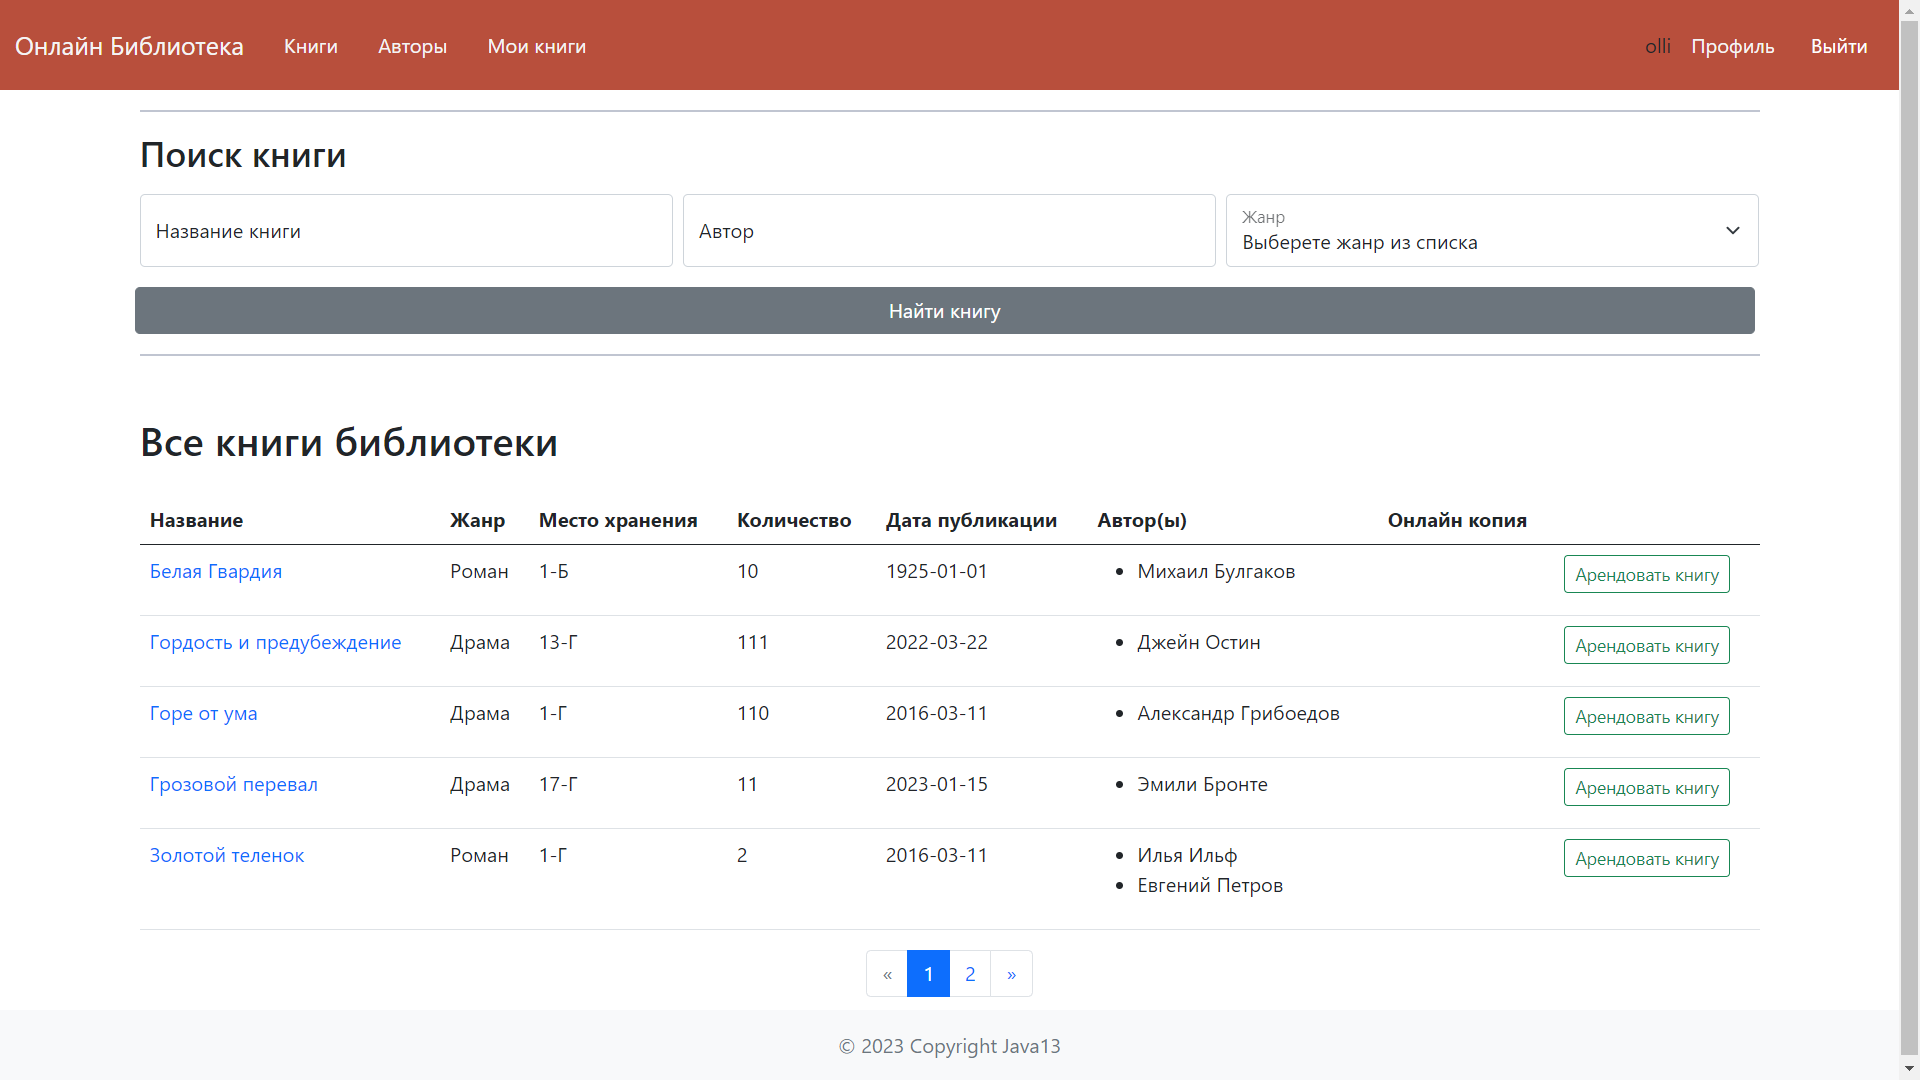 Онлайн Библиотека Книги Авторы Мои книги olli Профиль Выйти
Поиск книги
Название книги Автор Жанр
Выберете жанр из списка
Найти книгу
Все книги библиотеки
Название Жанр Место хранения Количество Дата публикации Автор(ы) Онлайн копия
Белая Гвардия Роман 1-Б 10 1925-01-01 • Михаил Булгаков Арендовать книгу
Гордость и предубеждение Драма 13-Г 111 2022-03-22 • Джейн Остин Арендовать книгу
Горе от ума Драма 1-Г 110 2016-03-11 • Александр Грибоедов Арендовать книгу
Грозовой перевал Драма 17-Г 11 2023-01-15 • Эмили Бронте Арендовать книгу
Золотой теленок Роман 1-Г 2 2016-03-11 • Илья Ильф Арендовать книгу
• Евгений Петров
« 1 2 »
© 2023 Copyright Java13